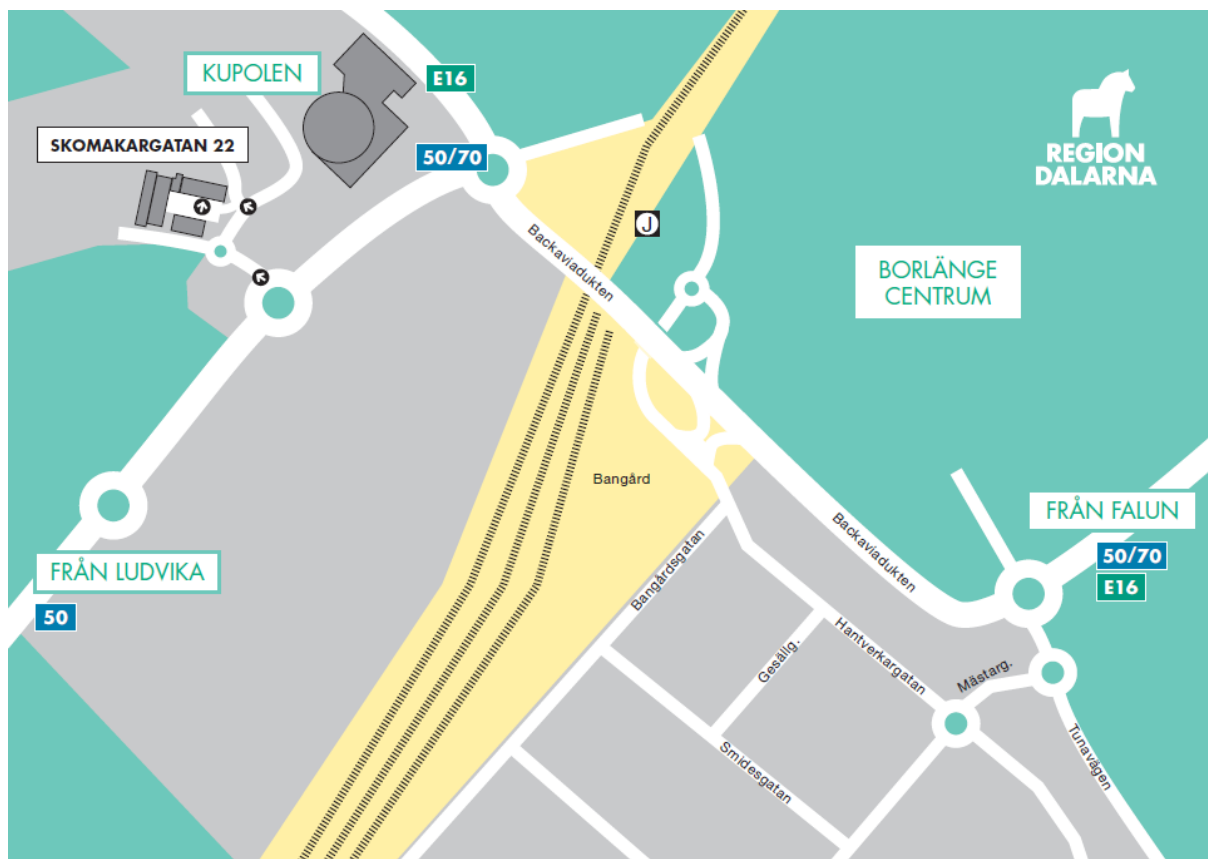 KUPOLEN
E16
SKOMAKARGATAN 22
50/70
REGION
DALARNA
J
Backaviadukten
BORLÄNGE
CENTRUM
Bangård
FRÅN FALUN
50/70
E16
Backaviadukten
FRÅN LUDVIKA
50
Bangårdsgatan
Hantverkargatan
Gesällg.
Mästarg.
Smidesgatan
Tunavägen